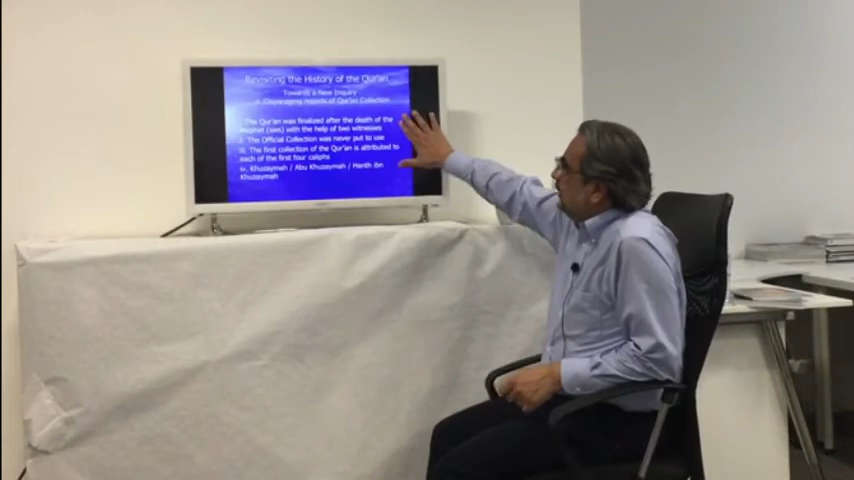 Revisiting the History of the Qur'an
Towards a New Inquiry
Disparaging reports of Qur'an Collection
The Qur'an was finalized after the death of the
(sws) with the help of two witnesses
ii. The Official Collection was never put to use
iii. The first collection of the Qur'an is attributed to
each of the first four caliphs
iv. Khuzaymah / Abu Khuzaymah / Harith ibn
Khuzaymah